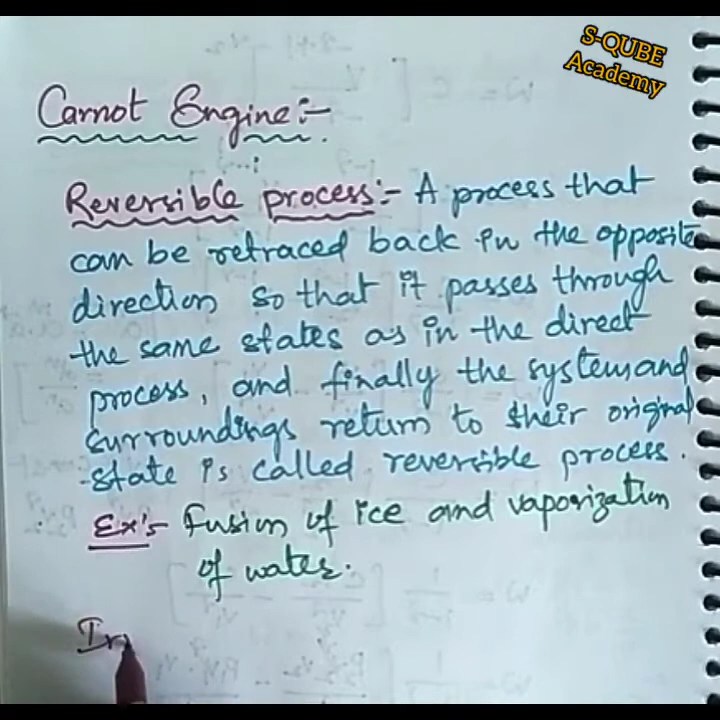 S-QUBE
Academy
Carnot Engine:-
Reversible process:- A process that
can be retraced back in the opposite
direction so that it passes through
the same states as in the direct
process, and finally the system and
surroundings return to their original
state is called reversible process.
Ex's- Fusion of ice and vaporization
of water.
Irr